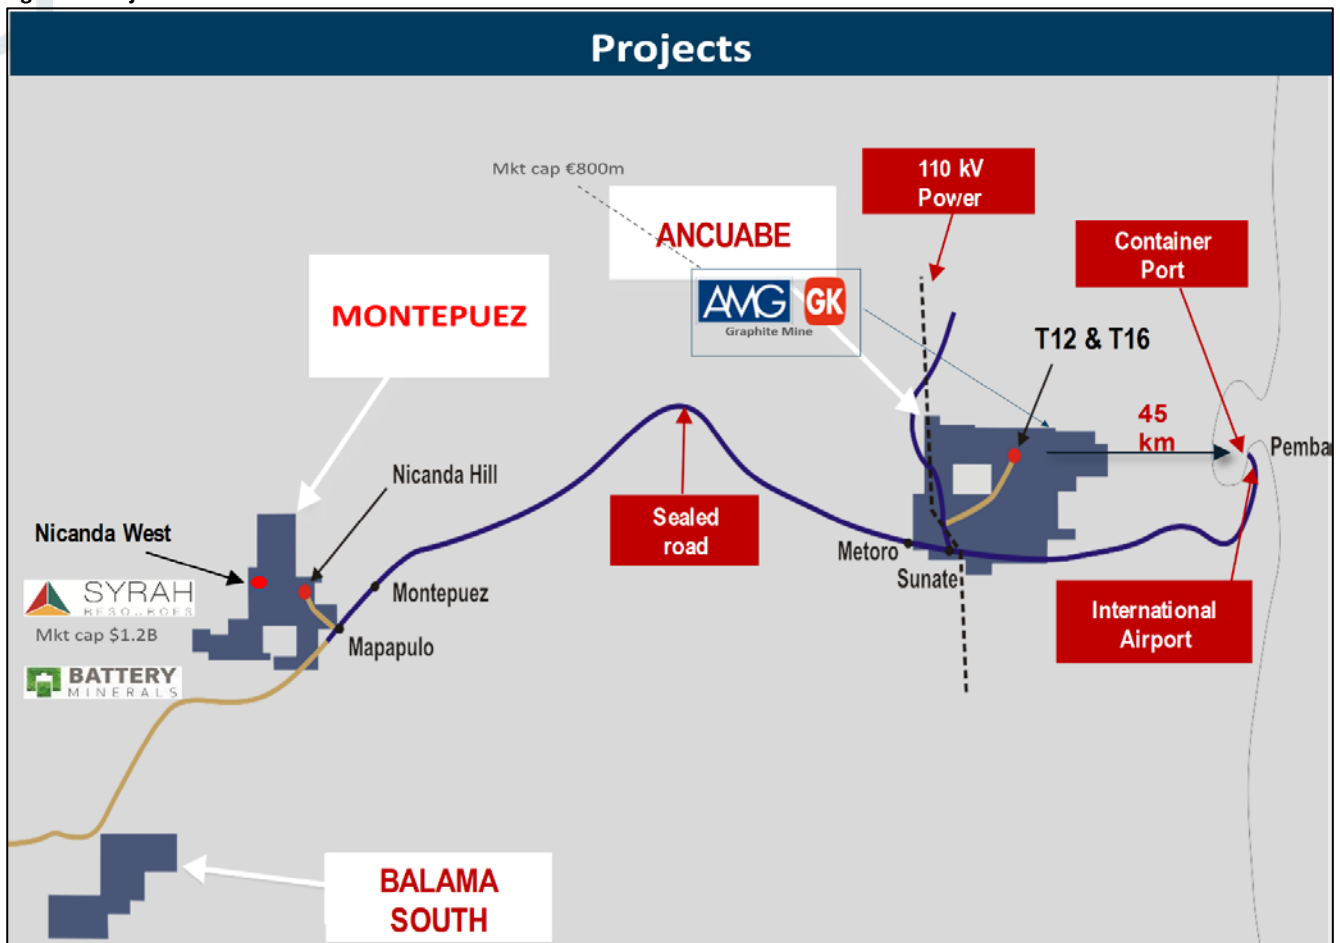 Projects
Mkt cap €800m
110 kV
Power
ANCUABE
Container
Port
MONTEPUEZ
AMG GK
Graphite Mine
T12 & T16
45
km
Pemba
Nicanda Hill
Sealed
road
Nicanda West
Metoro
Sunate
SYRAH
RESOURCES
Mkt cap $1.2B
Montepuez
Mapapulo
International
Airport
BATTERY
MINERALS
BALAMA
SOUTH